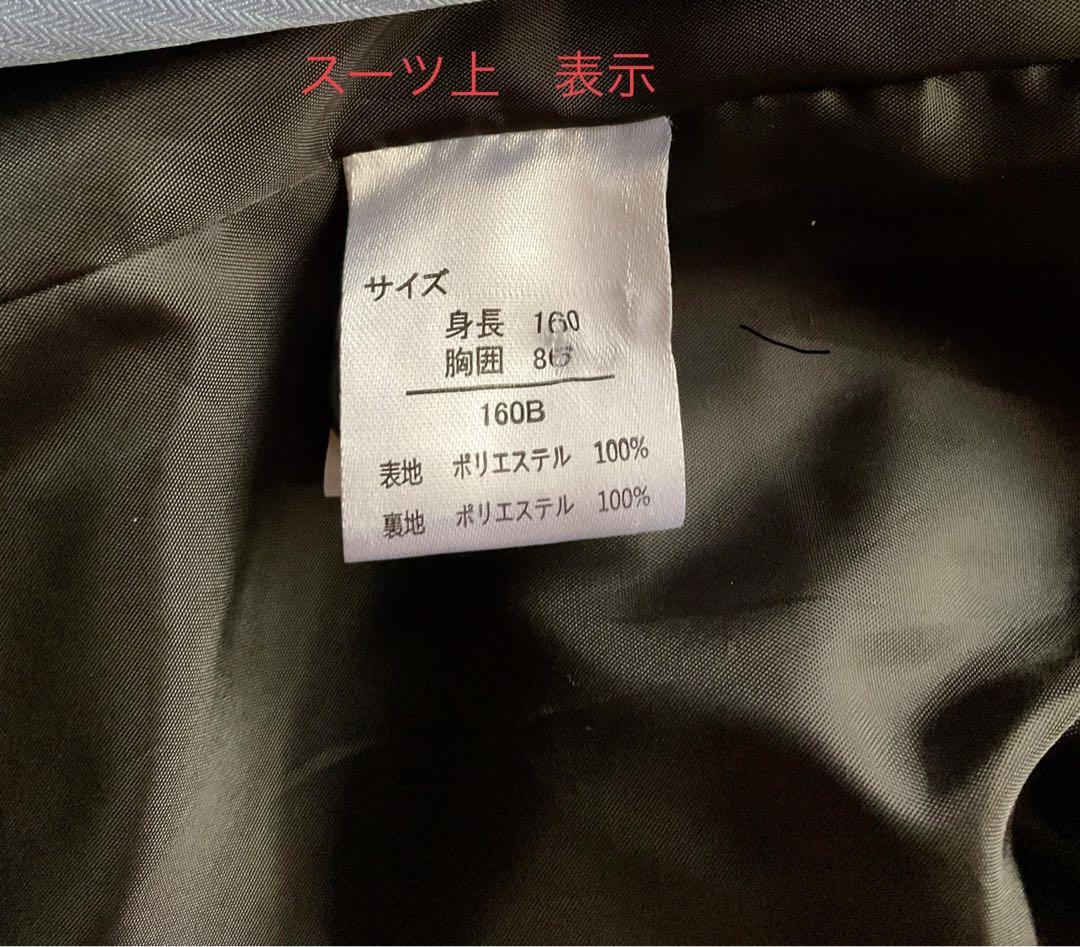 スーツ上　表示
サイズ
身長 160
胸囲
160B
表地 ポリエステル 100%
裏地 ポリエステル 100%